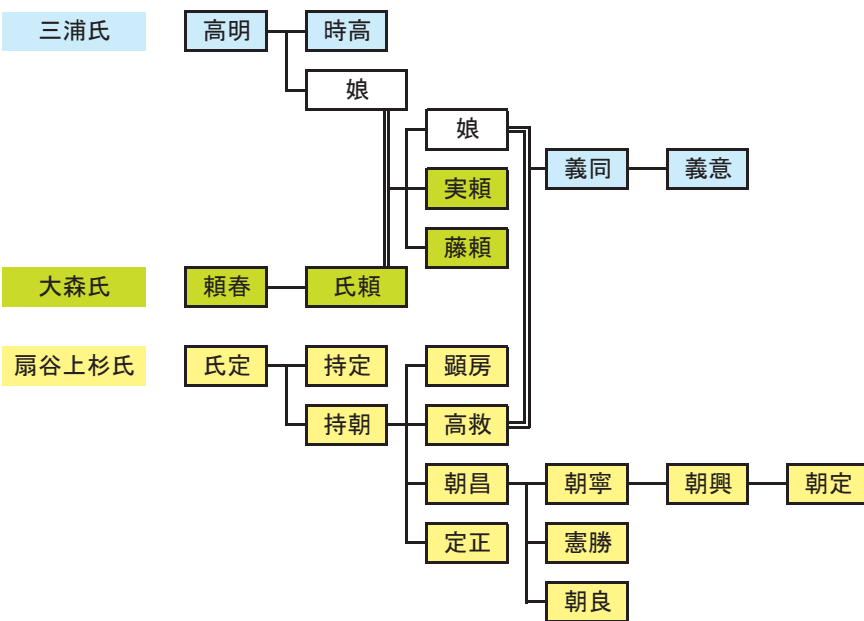 三浦氏
高明
時高
娘
娘
義同
義意
実頼
藤頼
大森氏
頼春
氏頼
扇谷上杉氏
氏定
持定
顕房
持朝
高救
朝昌
朝寧
朝興
朝定
定正
憲勝
朝良